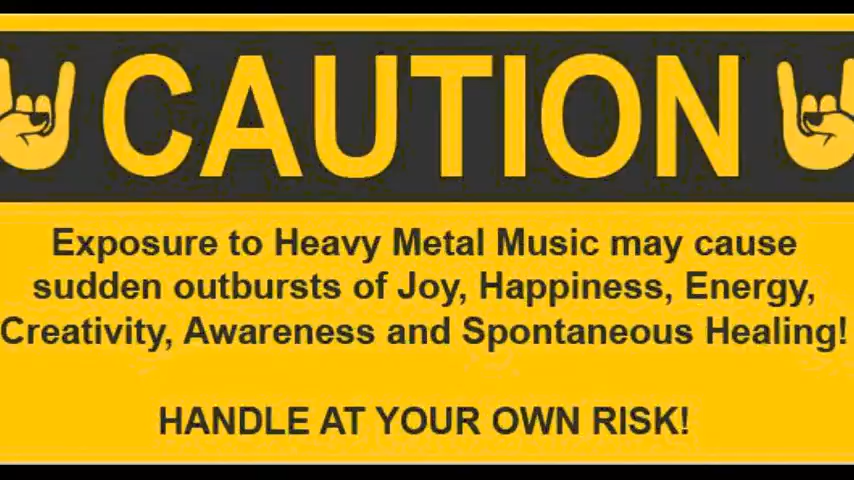 CAUTION
Exposure to Heavy Metal Music may cause
sudden outbursts of Joy, Happiness, Energy,
Creativity, Awareness and Spontaneous Healing!
HANDLE AT YOUR OWN RISK!